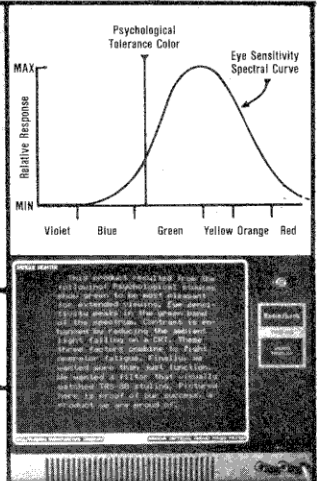 Psychological
Tolerance Color
Eye Sensitivity
Spectral Curve
MAX
Relative Response
MIN
Violet Blue Green Yellow Orange Red
This product resulted from the
following: Psychological studies
show green to be most pleasant
for extended viewing. Eye sensi-
tivity peaks in the green band
of the spectrum. Contrast is en-
hanced by reducing the ambient
light falling on a CRT. These
three factors combine to fight
operator fatigue. Finally, we
wanted more than just function.
We wanted a filter that visually
matched TRS-80 styling. Pictured
here is proof of our success, a
product we are proud of.